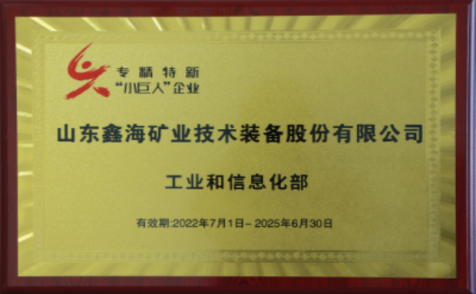 专精特新
“小巨人”企业
山东鑫海矿业技术装备股份有限公司
工业和信息化部
有效期:2022年7月1日-2025年6月30日